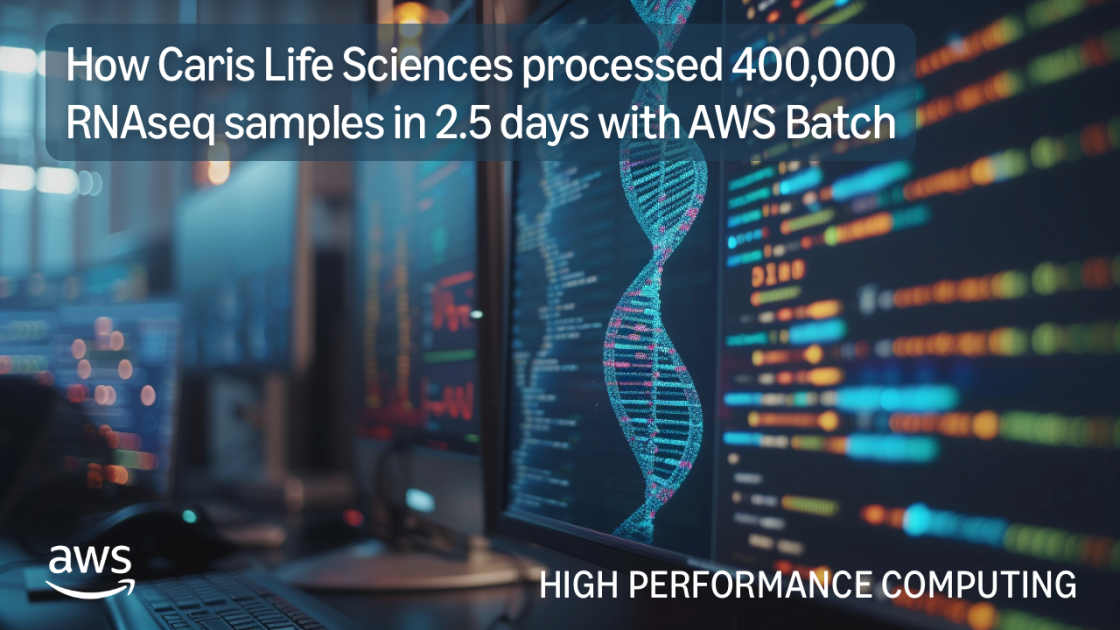 How Caris Life Sciences processed 400,000
RNAseq samples in 2.5 days with AWS Batch
aws
HIGH PERFORMANCE COMPUTING